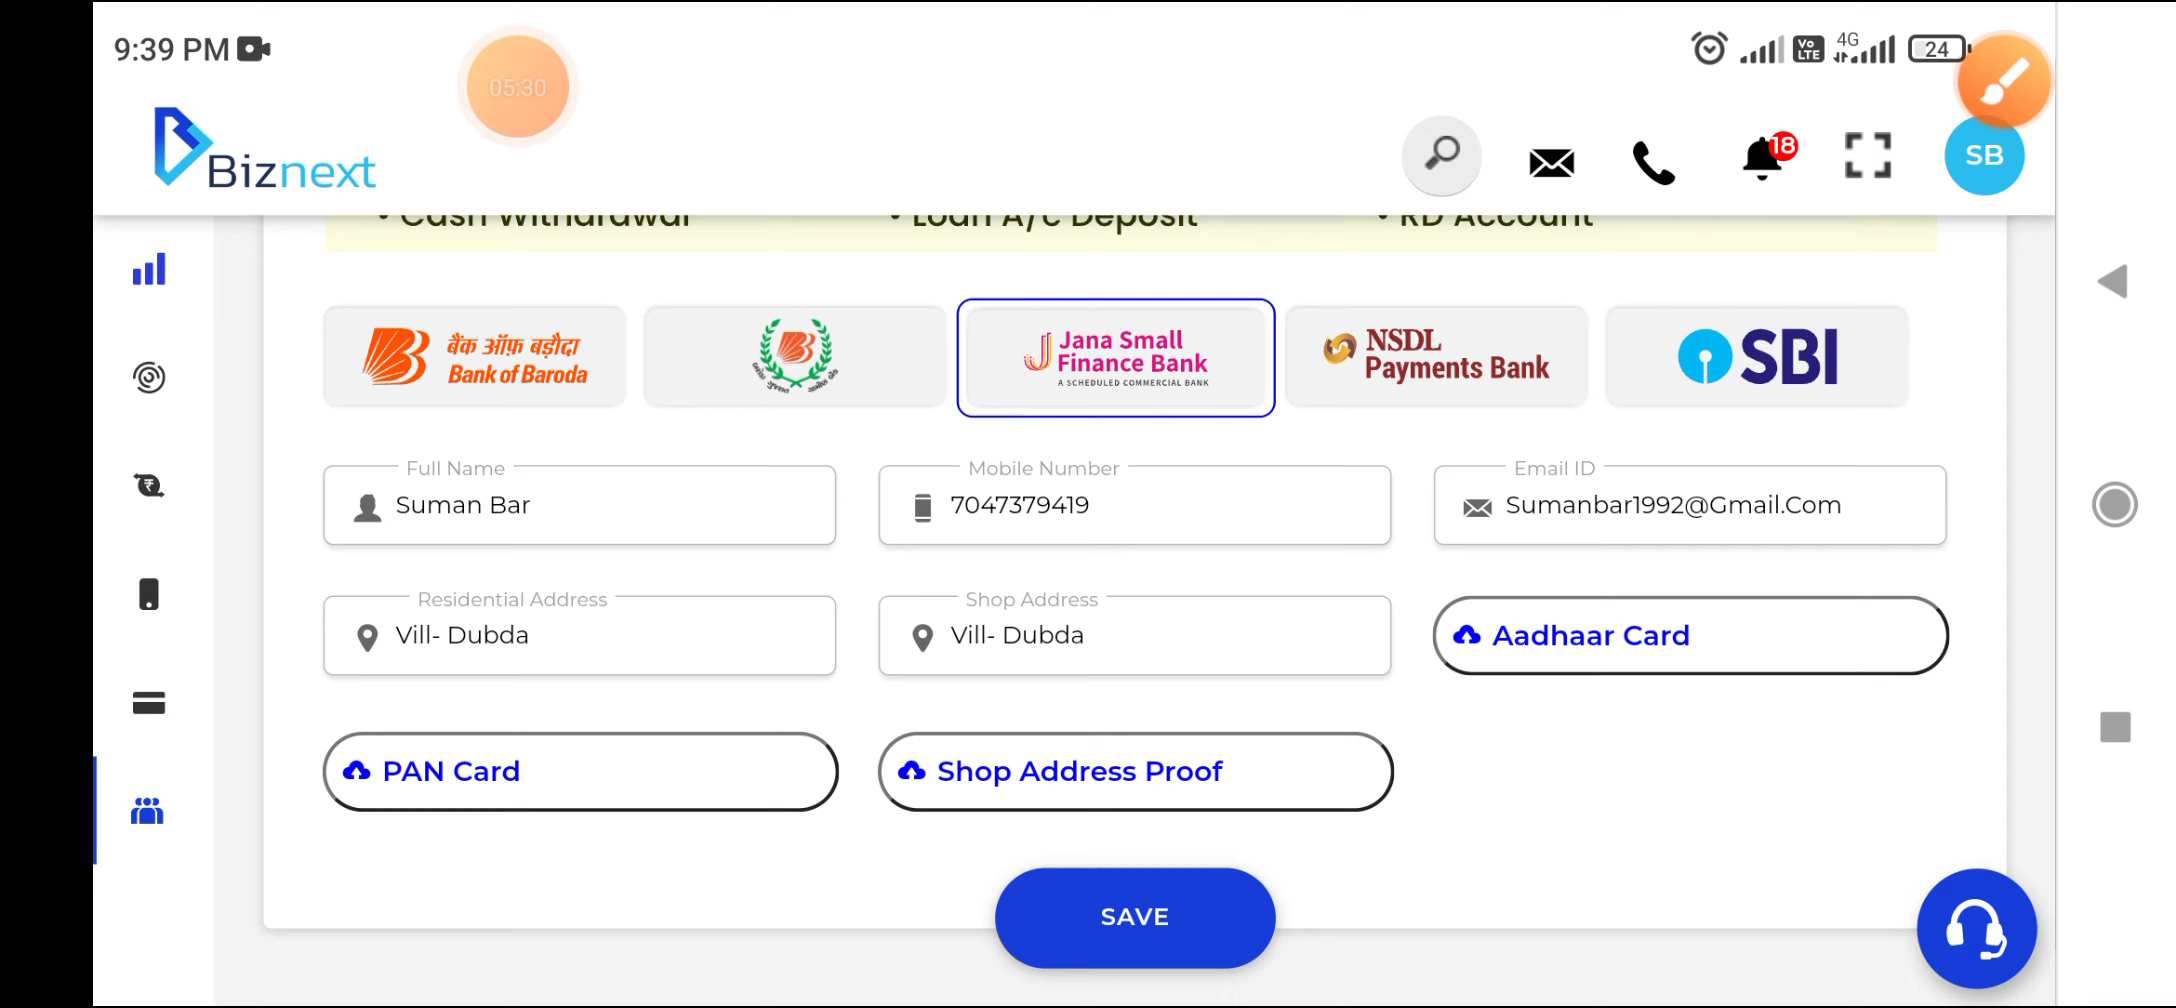 9:39 PM
05:30
Vo LTE
4G
24
Biznext
18
SB
• Cash Withdrawal • Loan A/c Deposit • RD Account
बैंक ऑफ़ बड़ौदा
Bank of Baroda
Jana Small
Finance Bank
A SCHEDULED COMMERCIAL BANK
NSDL
Payments Bank
SBI
Full Name
Suman Bar
Mobile Number
7047379419
Email ID
Sumanbar1992@Gmail.Com
Residential Address
Vill- Dubda
Shop Address
Vill- Dubda
Aadhaar Card
PAN Card
Shop Address Proof
SAVE